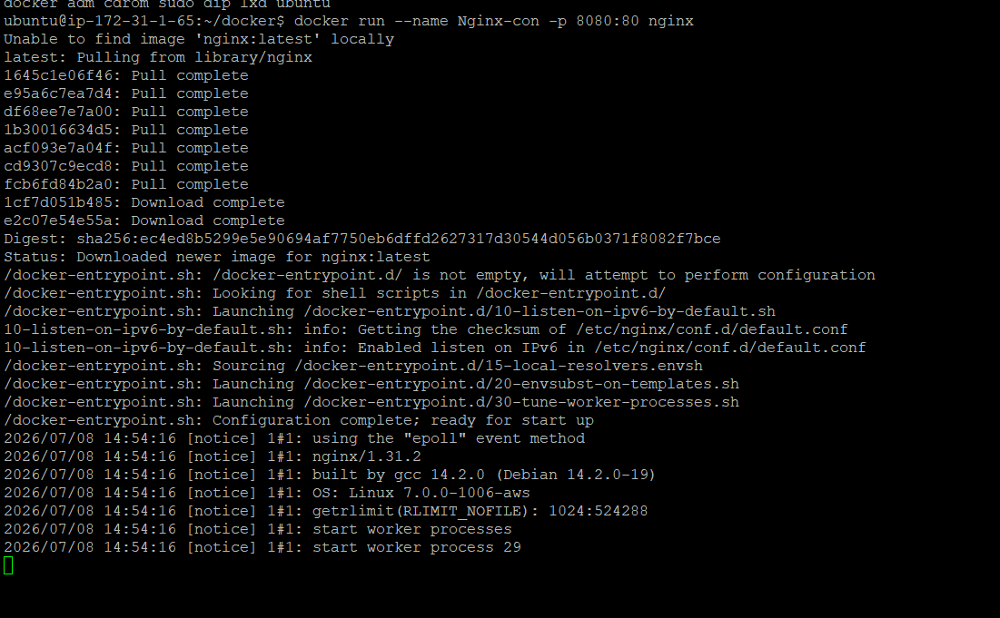 docker adm cdrom sudo dip lxd ubuntu
ubuntu@ip-172-31-1-65:~/docker$ docker run --name Nginx-con -p 8080:80 nginx
Unable to find image 'nginx:latest' locally
latest: Pulling from library/nginx
1645c1e06f46: Pull complete
e95a6c7ea7d4: Pull complete
df68ee7e7a00: Pull complete
1b30016634d5: Pull complete
acf093e7a04f: Pull complete
cd9307c9ecd8: Pull complete
fcb6fd84b2a0: Pull complete
1cf7d051b485: Download complete
e2c07e54e55a: Download complete
Digest: sha256:ec4ed8b5299e5e90694af7750eb6dffd2627317d30544d056b0371f8082f7bce
Status: Downloaded newer image for nginx:latest
/docker-entrypoint.sh: /docker-entrypoint.d/ is not empty, will attempt to perform configuration
/docker-entrypoint.sh: Looking for shell scripts in /docker-entrypoint.d/
/docker-entrypoint.sh: Launching /docker-entrypoint.d/10-listen-on-ipv6-by-default.sh
10-listen-on-ipv6-by-default.sh: info: Getting the checksum of /etc/nginx/conf.d/default.conf
10-listen-on-ipv6-by-default.sh: info: Enabled listen on IPv6 in /etc/nginx/conf.d/default.conf
/docker-entrypoint.sh: Sourcing /docker-entrypoint.d/15-local-resolvers.envsh
/docker-entrypoint.sh: Launching /docker-entrypoint.d/20-envsubst-on-templates.sh
/docker-entrypoint.sh: Launching /docker-entrypoint.d/30-tune-worker-processes.sh
/docker-entrypoint.sh: Configuration complete; ready for start up
2026/07/08 14:54:16 [notice] 1#1: using the "epoll" event method
2026/07/08 14:54:16 [notice] 1#1: nginx/1.31.2
2026/07/08 14:54:16 [notice] 1#1: built by gcc 14.2.0 (Debian 14.2.0-19)
2026/07/08 14:54:16 [notice] 1#1: OS: Linux 7.0.0-1006-aws
2026/07/08 14:54:16 [notice] 1#1: getrlimit(RLIMIT_NOFILE): 1024:524288
2026/07/08 14:54:16 [notice] 1#1: start worker processes
2026/07/08 14:54:16 [notice] 1#1: start worker process 29